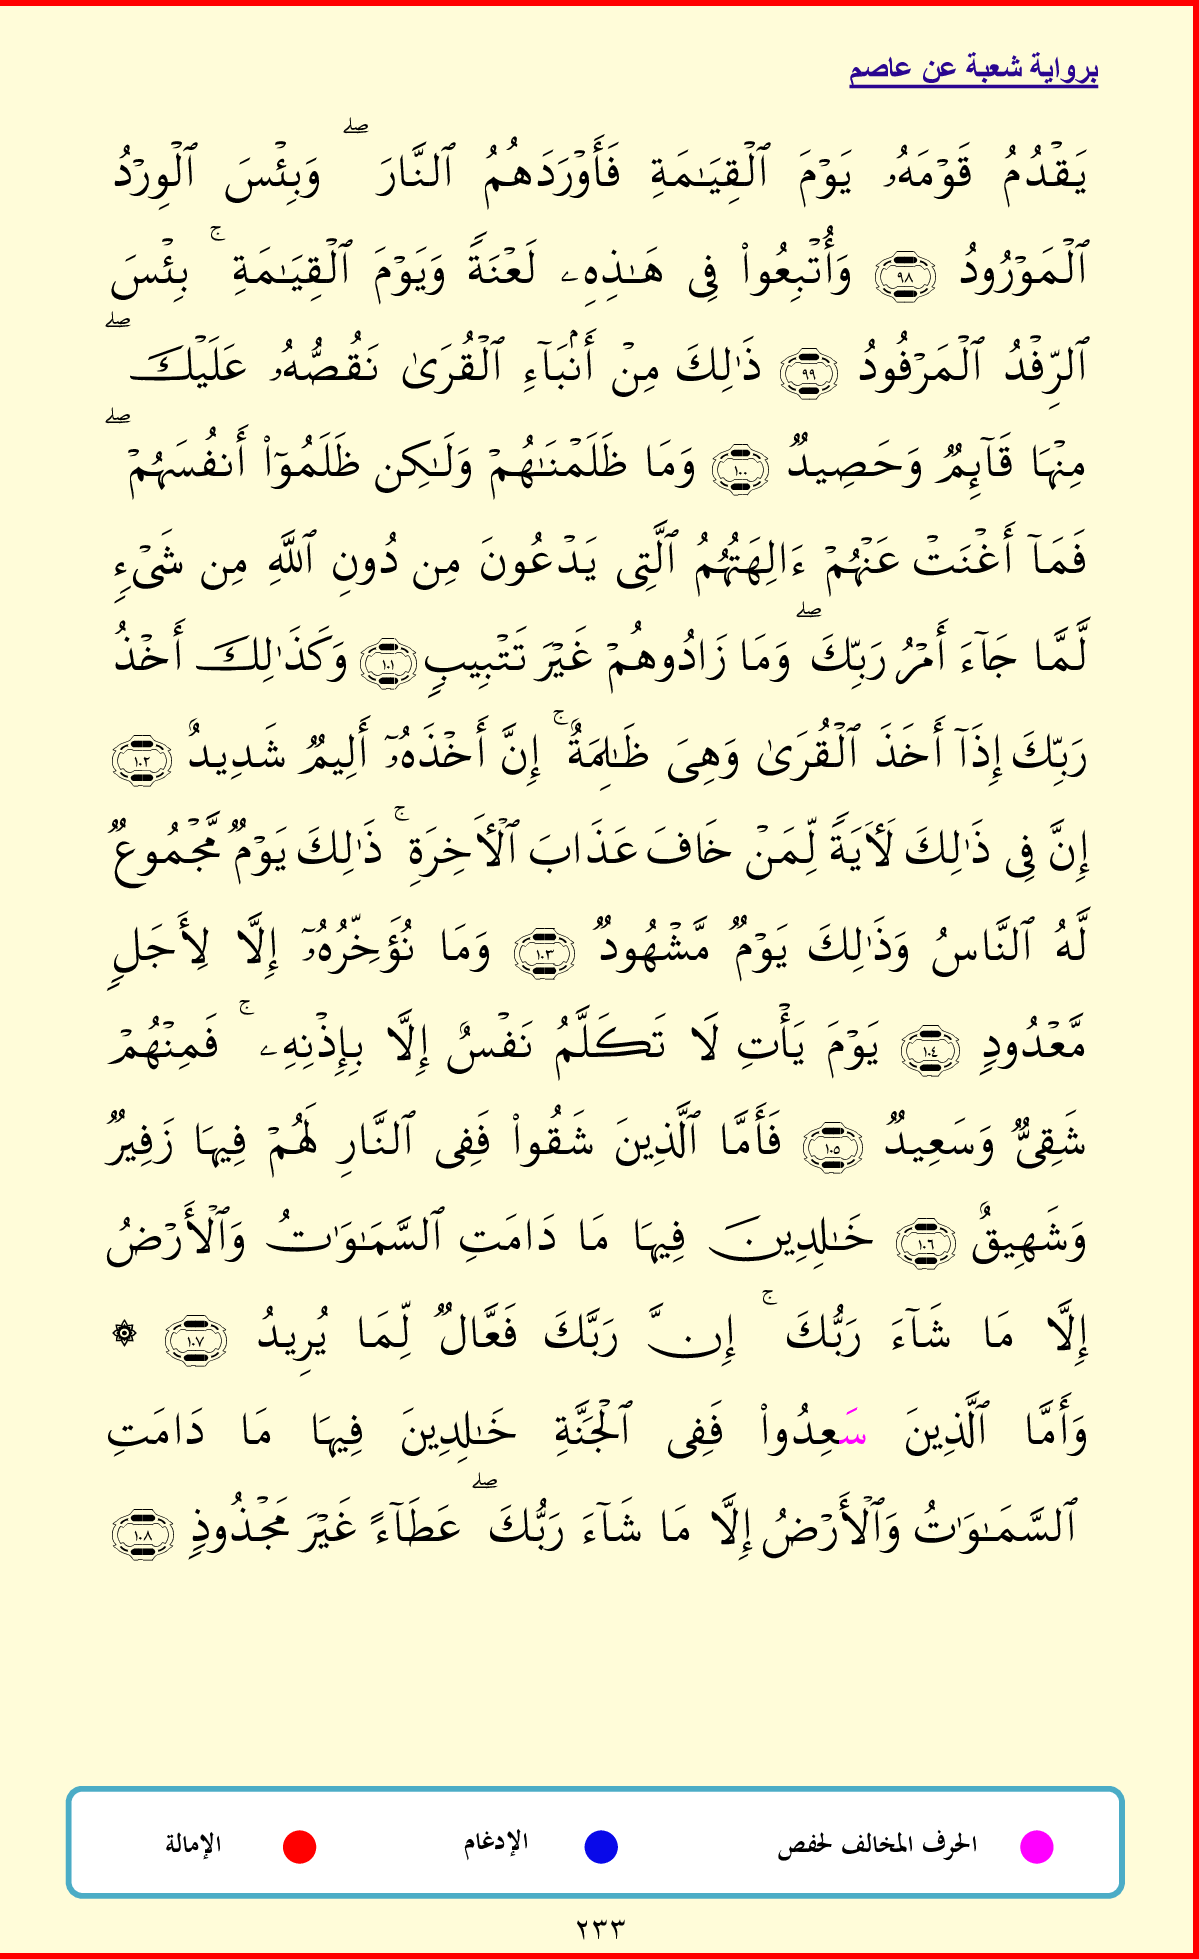 برواية شعبة عن عاصم
يَقۡدُمُ قَوۡمَهُۥ يَوۡمَ ٱلۡقِيَٰمَةِ فَأَوۡرَدَهُمُ ٱلنَّارَۖ وَبِئۡسَ ٱلۡوِرۡدُ
ٱلۡمَوۡرُودُ ٩٨ وَأُتۡبِعُواْ فِي هَٰذِهِۦ لَعۡنَةٗ وَيَوۡمَ ٱلۡقِيَٰمَةِۚ بِئۡسَ
ٱلرِّفۡدُ ٱلۡمَرۡفُودُ ٩٩ ذَٰلِكَ مِنۡ أَنۢبَآءِ ٱلۡقُرَىٰ نَقُصُّهُۥ عَلَيۡكَۖ
مِنۡهَا قَآئِمٞ وَحَصِيدٞ ١٠٠ وَمَا ظَلَمۡنَٰهُمۡ وَلَٰكِن ظَلَمُوٓاْ أَنفُسَهُمۡۖ
فَمَآ أَغۡنَتۡ عَنۡهُمۡ ءَالِهَتُهُمُ ٱلَّتِي يَدۡعُونَ مِن دُونِ ٱللَّهِ مِن شَيۡءٖ
لَّمَّا جَآءَ أَمۡرُ رَبِّكَۖ وَمَا زَادُوهُمۡ غَيۡرَ تَتۡبِيبٖ ١٠١ وَكَذَٰلِكَ أَخۡذُ
رَبِّكَ إِذَآ أَخَذَ ٱلۡقُرَىٰ وَهِيَ ظَٰلِمَةٌۚ إِنَّ أَخۡذَهُۥٓ أَلِيمٞ شَدِيدٌ ١٠٢
إِنَّ فِي ذَٰلِكَ لَأٓيَةٗ لِّمَنۡ خَافَ عَذَابَ ٱلۡأٓخِرَةِۚ ذَٰلِكَ يَوۡمٞ مَّجۡمُوعٞ
لَّهُ ٱلنَّاسُ وَذَٰلِكَ يَوۡمٞ مَّشۡهُودٞ ١٠٣ وَمَا نُؤَخِّرُهُۥٓ إِلَّا لِأَجَلٖ
مَّعۡدُودٖ ١٠٤ يَوۡمَ يَأۡتِ لَا تَكَلَّمُ نَفۡسٌ إِلَّا بِإِذۡنِهِۦۚ فَمِنۡهُمۡ
شَقِيّٞ وَسَعِيدٞ ١٠٥ فَأَمَّا ٱلَّذِينَ شَقُواْ فَفِي ٱلنَّارِ لَهُمۡ فِيهَا زَفِيرٞ
وَشَهِيقٌ ١٠٦ خَٰلِدِينَ فِيهَا مَا دَامَتِ ٱلسَّمَٰوَٰتُ وَٱلۡأَرۡضُ
إِلَّا مَا شَآءَ رَبُّكَۚ إِنَّ رَبَّكَ فَعَّالٞ لِّمَا يُرِيدُ ١٠٧ ۞
وَأَمَّا ٱلَّذِينَ سَعِدُواْ فَفِي ٱلۡجَنَّةِ خَٰلِدِينَ فِيهَا مَا دَامَتِ
ٱلسَّمَٰوَٰتُ وَٱلۡأَرۡضُ إِلَّا مَا شَآءَ رَبُّكَۖ عَطَآءً غَيۡرَ مَجۡذُوذٖ ١٠٨
الحرف المخالف لحفص الإدغام الإمالة
٢٣٣